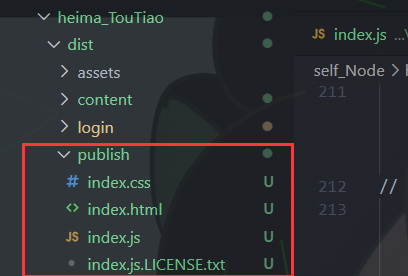 heima_TouTiao
dist
assets
content
login
publish
# index.css U
<> index.html U
JS index.js U
index.js.LICENSE.txt U
JS index.js ...\
self_Node >
211
212 //
213